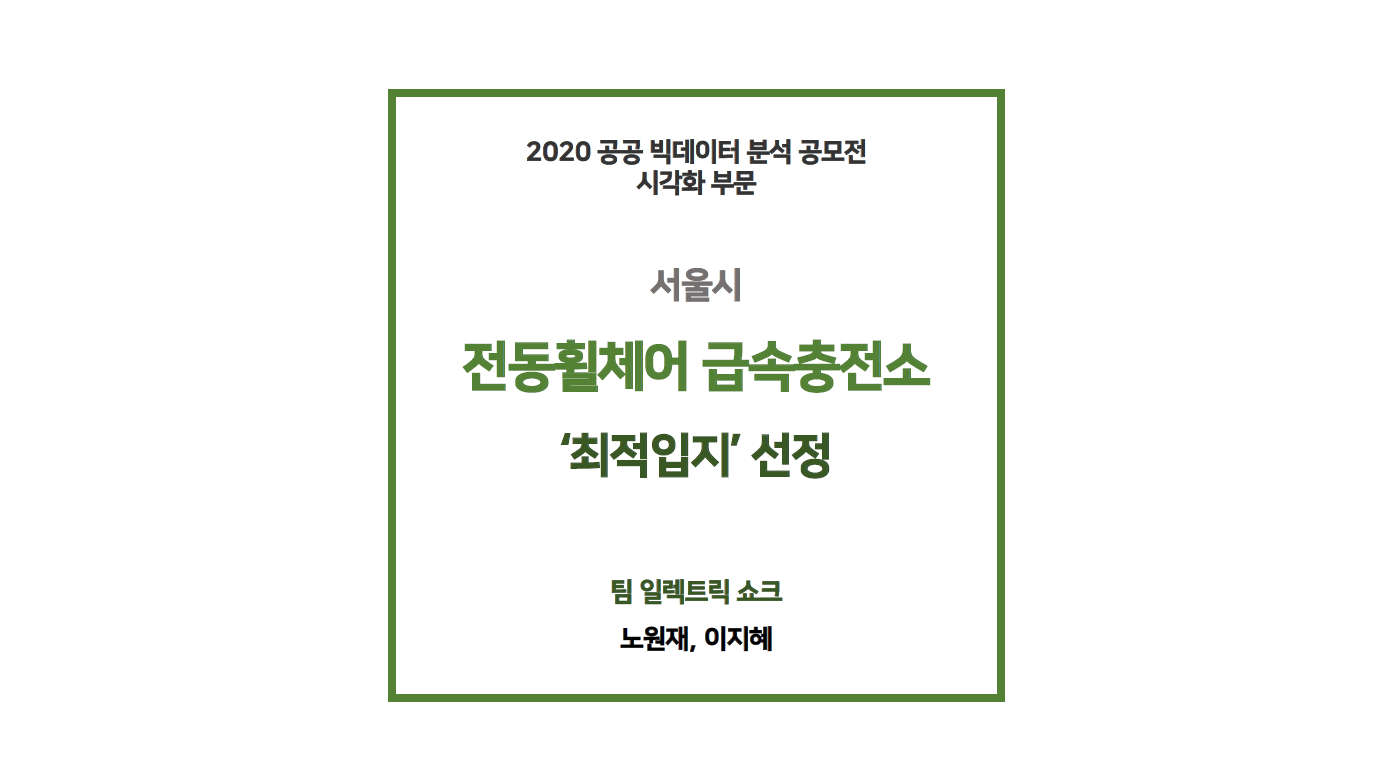 2020 공공 빅데이터 분석 공모전
시각화 부문
서울시
전동휠체어 급속충전소
‘최적입지’ 선정
팀 일렉트릭 쇼크
노원재, 이지혜